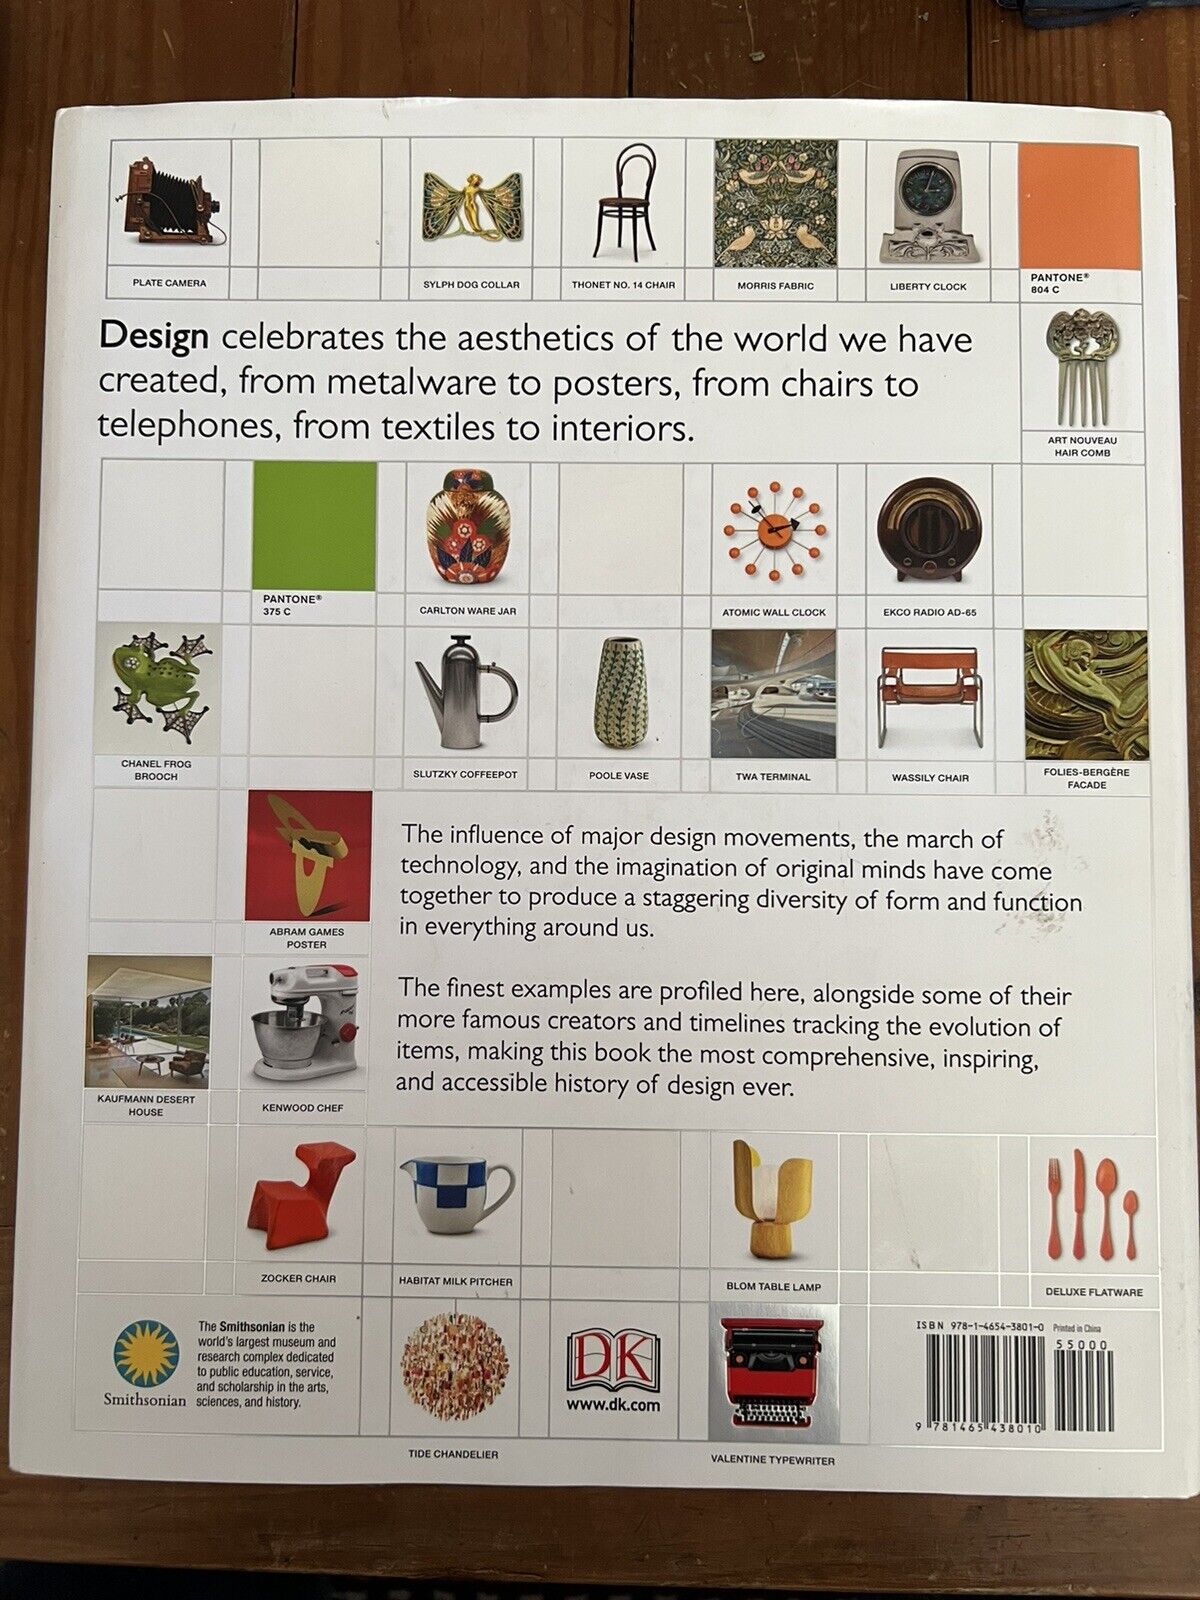 PLATE CAMERA
SYLPH DOG COLLAR
THONET NO. 14 CHAIR
MORRIS FABRIC
LIBERTY CLOCK
PANTONE®
804 C
Design celebrates the aesthetics of the world we have
created, from metalware to posters, from chairs to
telephones, from textiles to interiors.
ART NOUVEAU
HAIR COMB
PANTONE®
375 C
CARLTON WARE JAR
ATOMIC WALL CLOCK
EKCO RADIO AD-65
CHANEL FROG
BROOCH
SLUTZKY COFFEEPOT
POOLE VASE
TWA TERMINAL
WASSILY CHAIR
FOLIES-BERGÈRE
FACADE
ABRAM GAMES
POSTER
The influence of major design movements, the march of
technology, and the imagination of original minds have come
together to produce a staggering diversity of form and function
in everything around us.
The finest examples are profiled here, alongside some of their
more famous creators and timelines tracking the evolution of
items, making this book the most comprehensive, inspiring,
and accessible history of design ever.
KAUFMANN DESERT
HOUSE
KENWOOD CHEF
ZOCKER CHAIR
HABITAT MILK PITCHER
BLOM TABLE LAMP
DELUXE FLATWARE
Smithsonian
The Smithsonian is the
world's largest museum and
research complex dedicated
to public education, service,
and scholarship in the arts,
sciences, and history.
TIDE CHANDELIER
DK
www.dk.com
VALENTINE TYPEWRITER
ISBN 978-1-4654-3801-0 Printed in China
55000
9 781465 438010